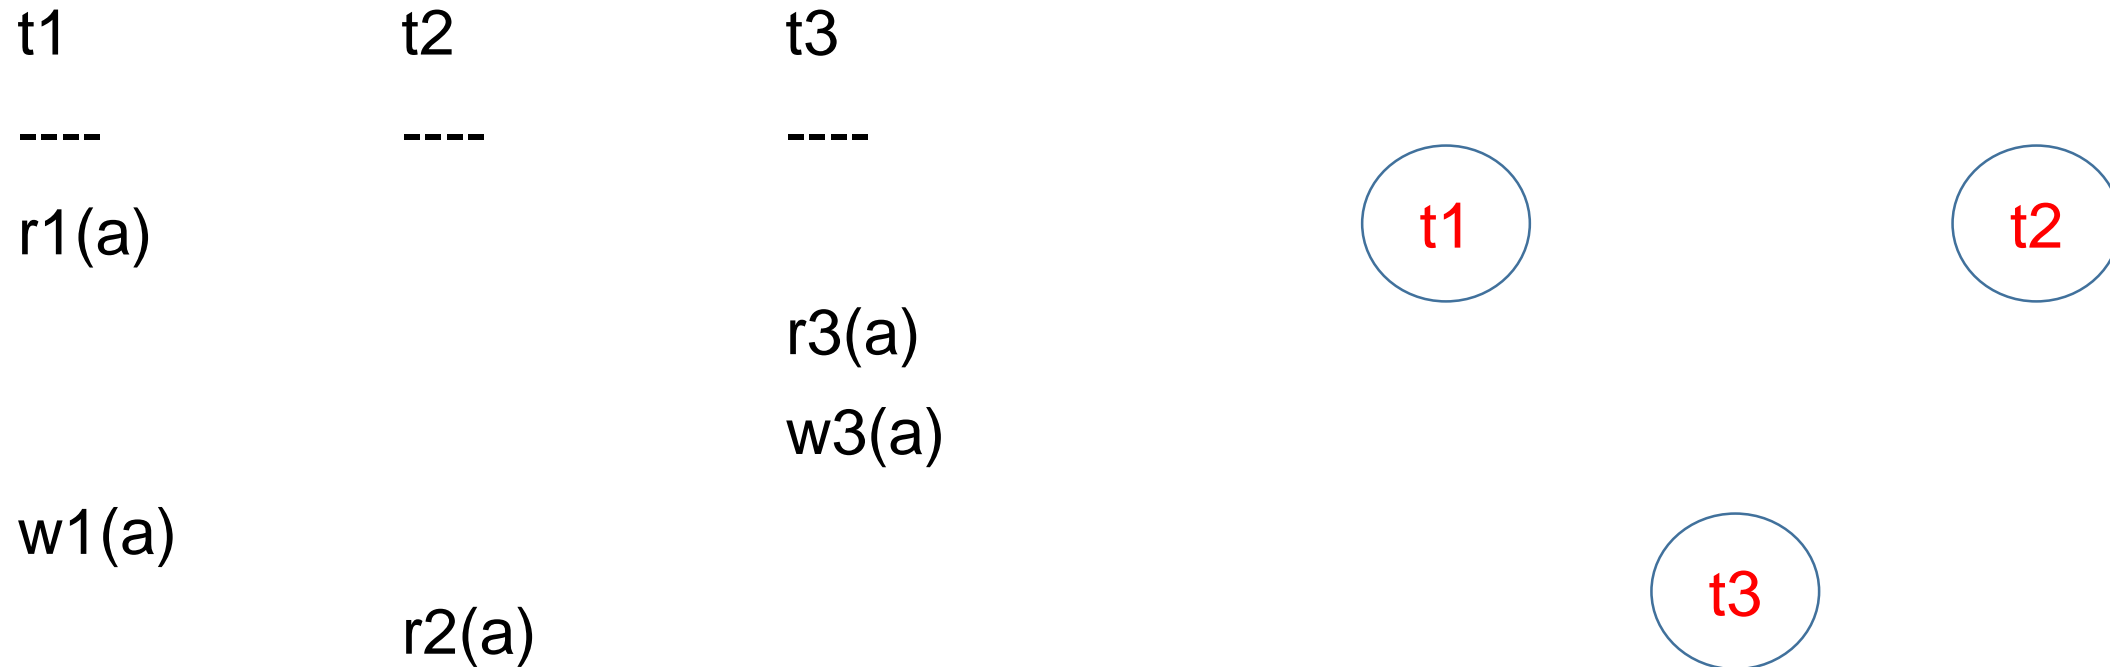 t1 t2 t3
---- ---- ----
r1(a)
t1 t2
r3(a)
w3(a)
w1(a)
t3
r2(a)